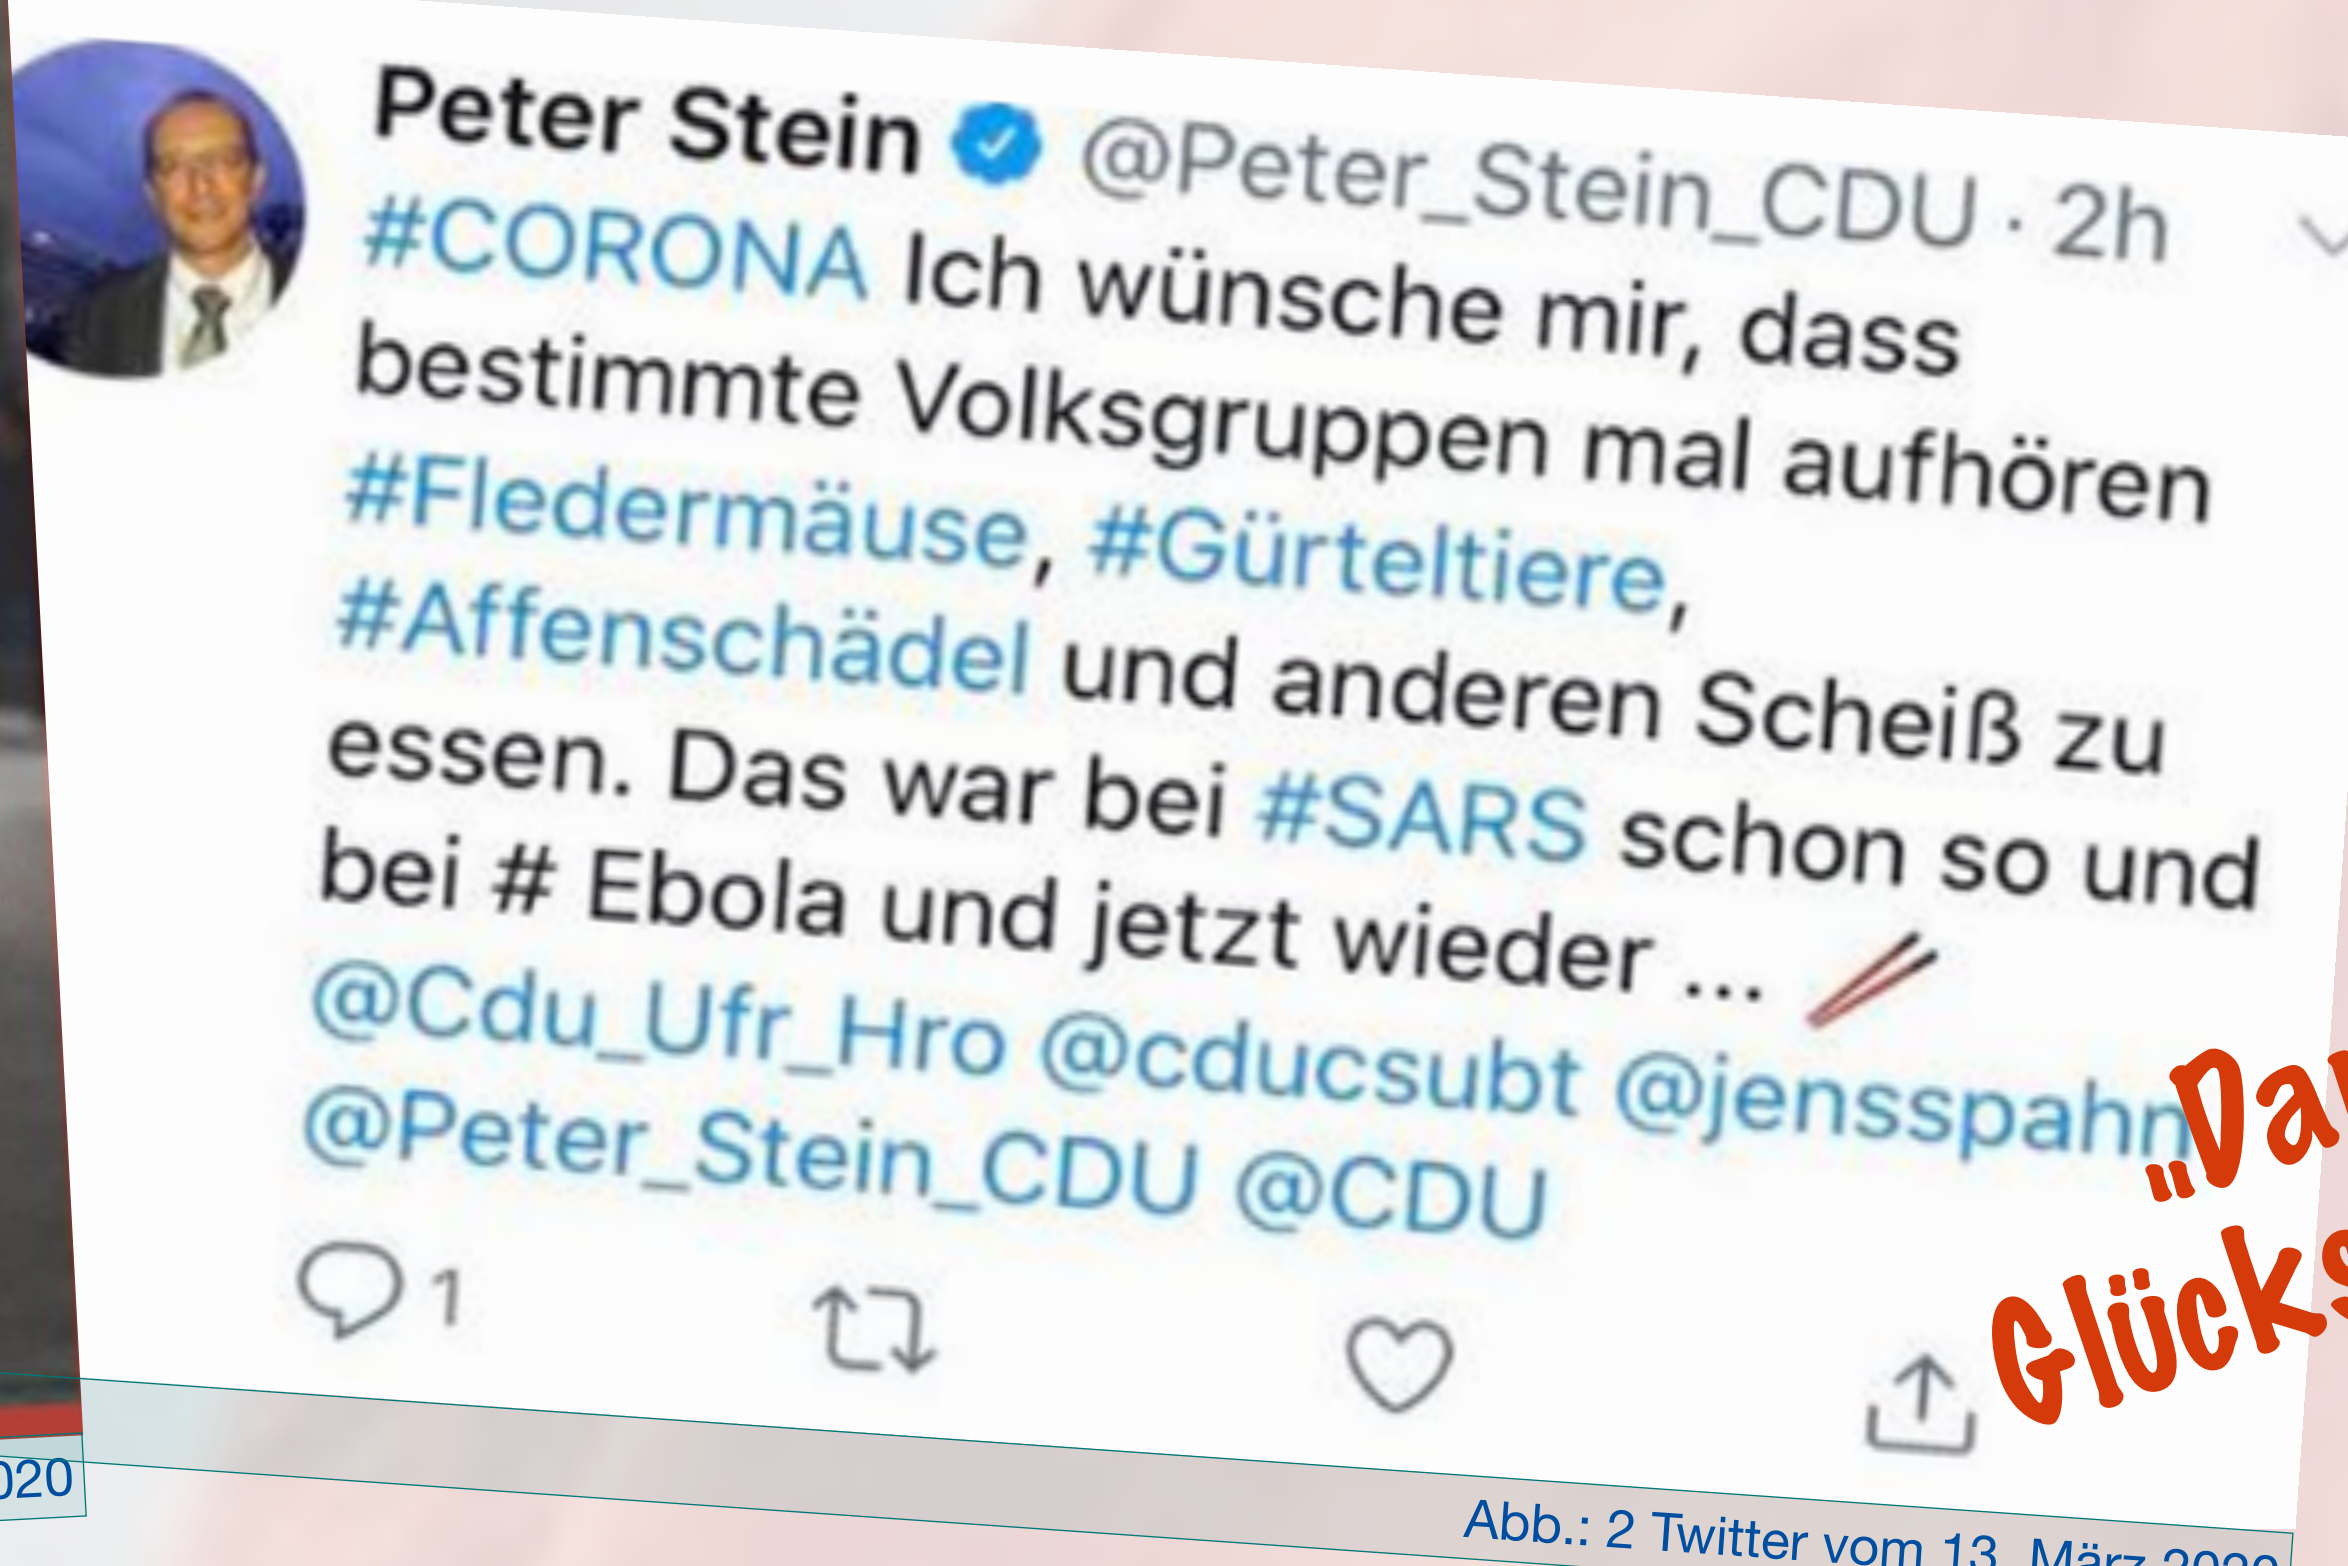 Peter Stein @Peter_Stein_CDU · 2h
#CORONA Ich wünsche mir, dass
bestimmte Volksgruppen mal aufhören
#Fledermäuse, #Gürteltiere,
#Affenschädel und anderen Scheiß zu
essen. Das war bei #SARS schon so und
bei # Ebola und jetzt wieder ...
@Cdu_Ufr_Hro @cducsubt @jensspahn
@Peter_Stein_CDU @CDU
1
„Da
Glücks
020
Abb.: 2 Twitter vom 13. März 2020